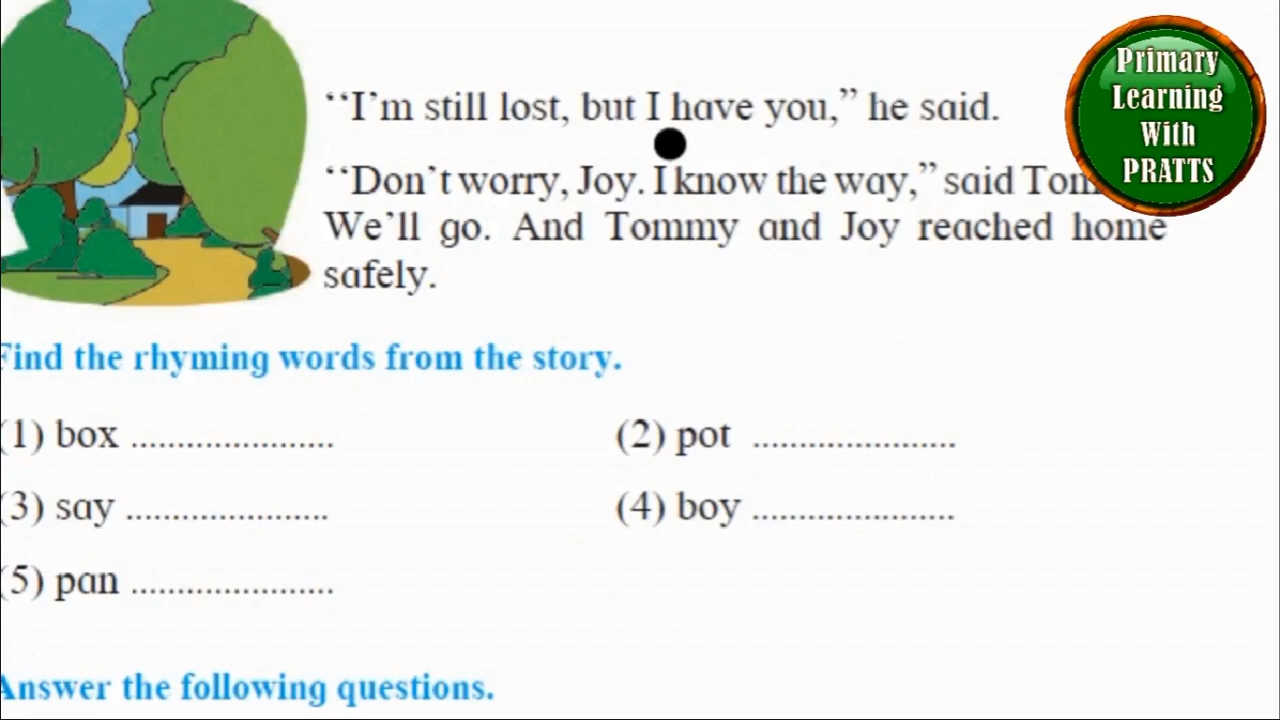 ‘‘I’m still lost, but I have you,” he said.
‘‘Don’t worry, Joy. I know the way,” said
We’ll go. And Tommy and Joy reached home
safely.
Primary
Learning
With
PRATTS
Find the rhyming words from the story.
(1) box ......................
(2) pot ......................
(3) say ......................
(4) boy ......................
(5) pan ......................
Answer the following questions.